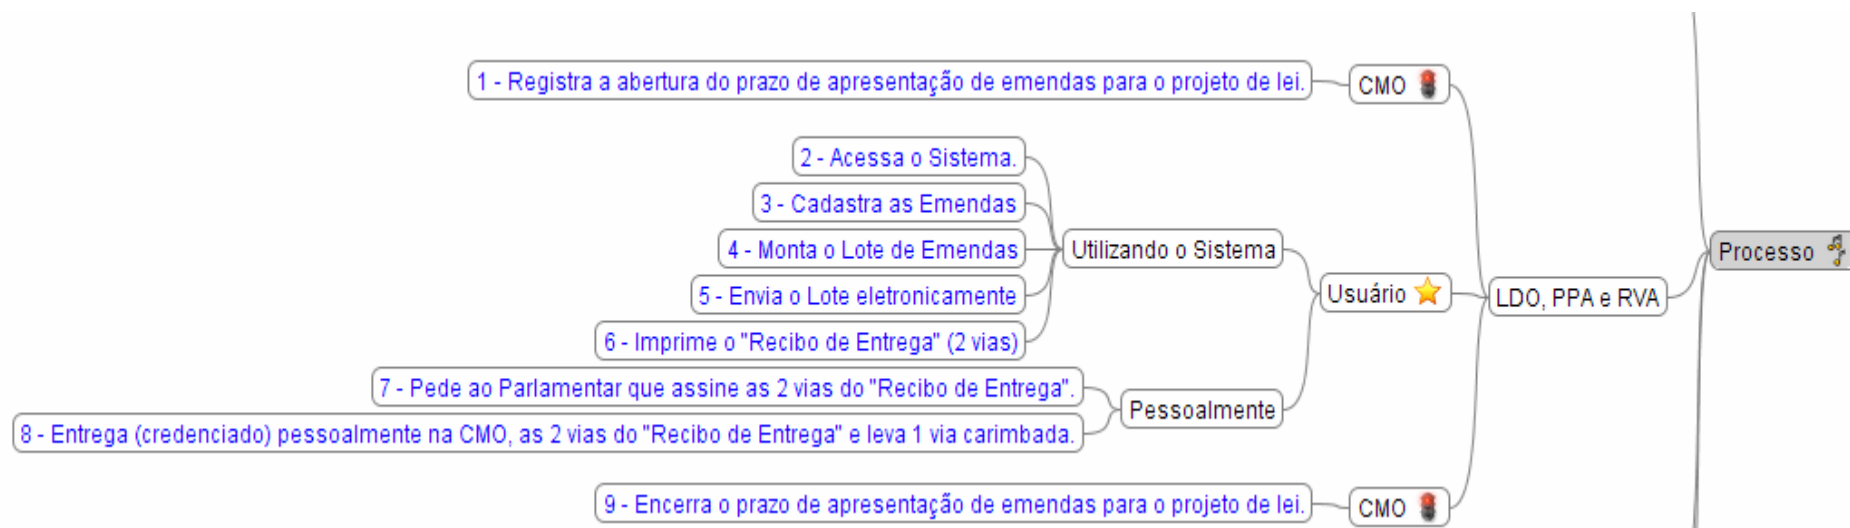 1 - Registra a abertura do prazo de apresentação de emendas para o projeto de lei.
CMO
2 - Acessa o Sistema.
3 - Cadastra as Emendas
4 - Monta o Lote de Emendas
5 - Envia o Lote eletronicamente
6 - Imprime o "Recibo de Entrega" (2 vias)
Utilizando o Sistema
7 - Pede ao Parlamentar que assine as 2 vias do "Recibo de Entrega".
8 - Entrega (credenciado) pessoalmente na CMO, as 2 vias do "Recibo de Entrega" e leva 1 via carimbada.
Pessoalmente
Usuário
9 - Encerra o prazo de apresentação de emendas para o projeto de lei.
CMO
LDO, PPA e RVA
Processo